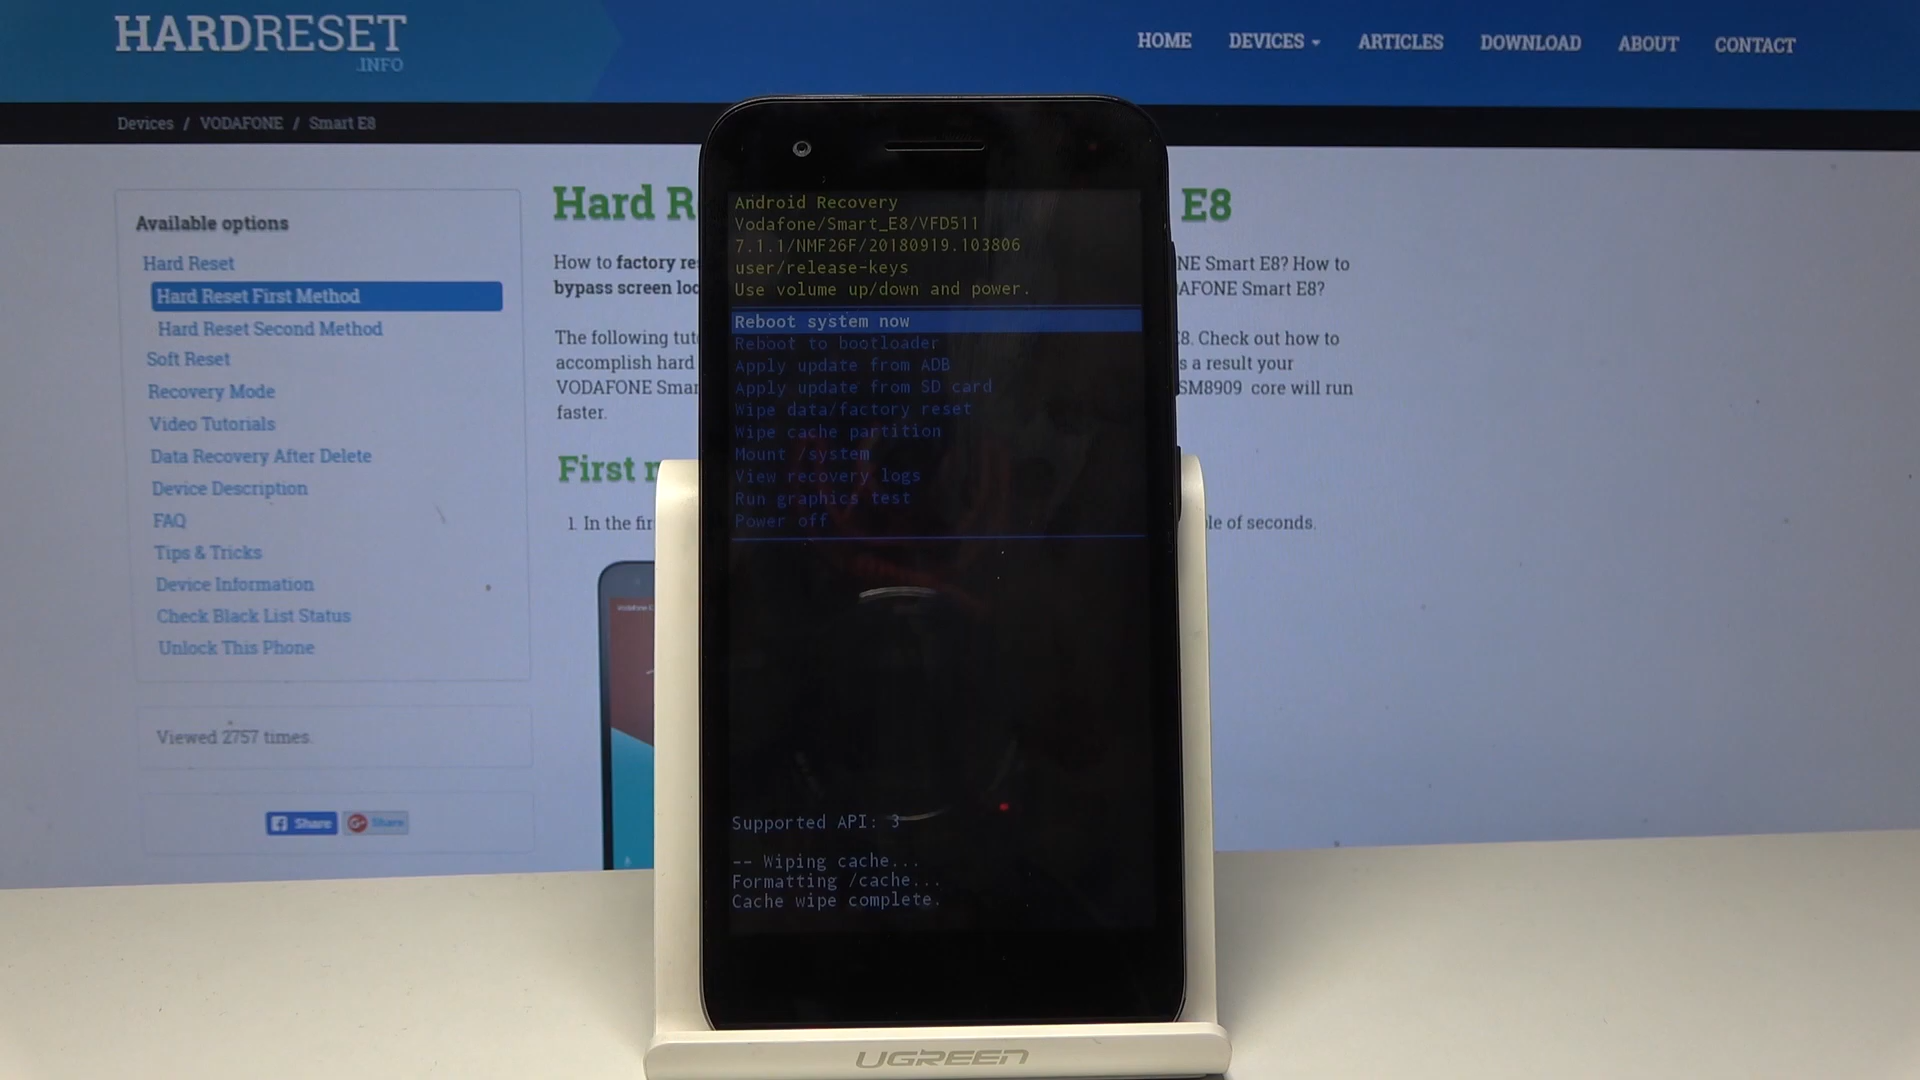 HARDRESET
.INFO
HOME DEVICES ARTICLES DOWNLOAD ABOUT CONTACT
Devices / VODAFONE / Smart E8
Available options
Hard Reset
Hard Reset First Method
Hard Reset Second Method
Soft Reset
Recovery Mode
Video Tutorials
Data Recovery After Delete
Device Description
FAQ
Tips & Tricks
Device Information
Check Black List Status
Unlock This Phone
Viewed 2757 times.
Share Share
Hard R E8
How to factory re NE Smart E8? How to
bypass screen loc AFONE Smart E8?
The following tut E8. Check out how to
accomplish hard s a result your
VODAFONE Smar SM8909 core will run
faster.
First
1. In the fir le of seconds.
Android Recovery
Vodafone/Smart_E8/VFD511
7.1.1/NMF26F/20180919.103806
user/release-keys
Use volume up/down and power.
Reboot system now
Reboot to bootloader
Apply update from ADB
Apply update from SD card
Wipe data/factory reset
Wipe cache partition
Mount /system
View recovery logs
Run graphics test
Power off
Supported API: 3
-- Wiping cache...
Formatting /cache...
Cache wipe complete.
UGREEN